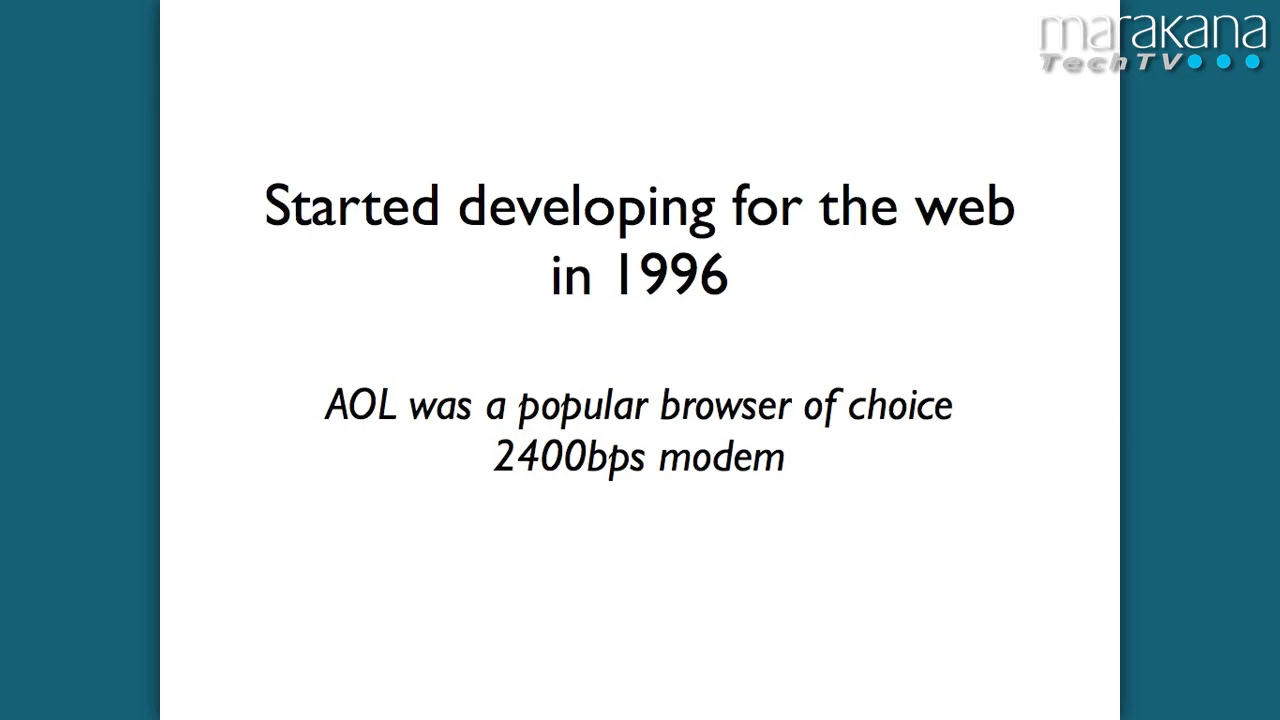 marakana
TechTV
Started developing for the web
in 1996
AOL was a popular browser of choice
2400bps modem